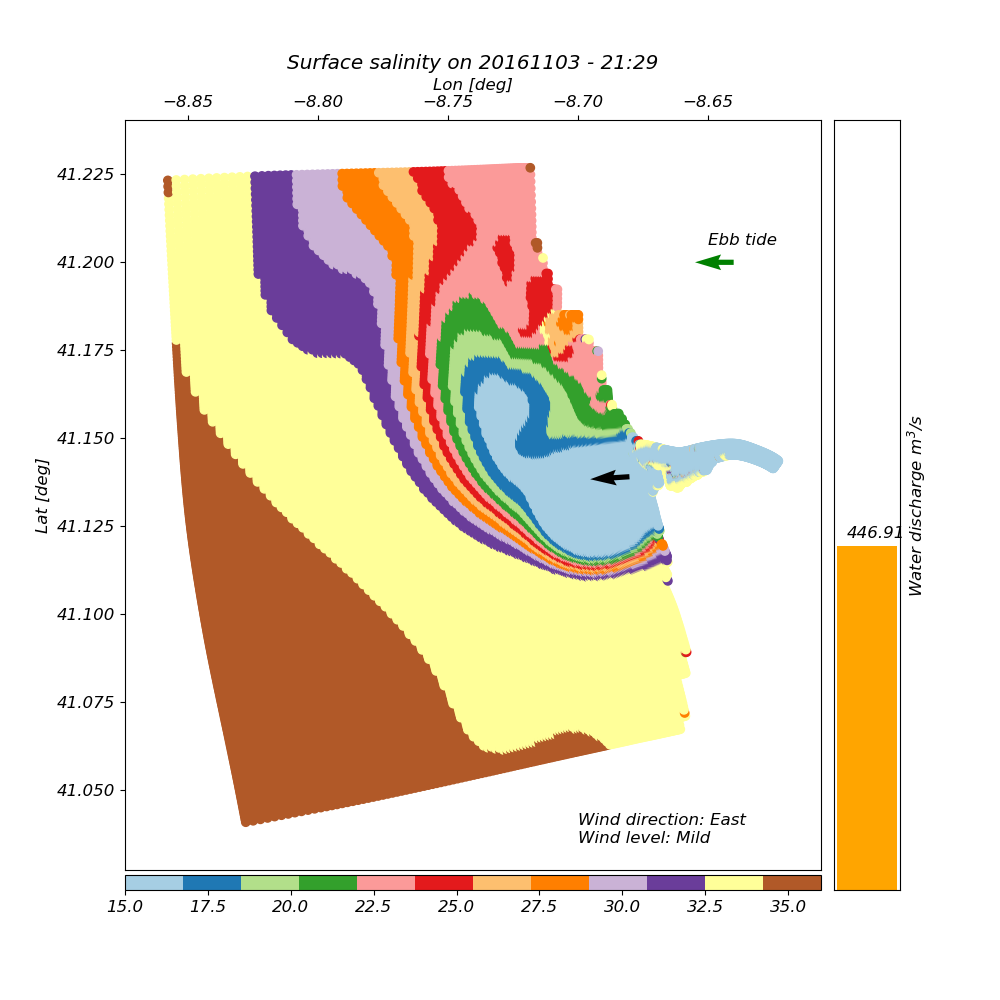 Surface salinity on 20161103 - 21:29
Lon [deg]
−8.85 −8.80 −8.75 −8.70 −8.65
41.225
41.200
41.175
41.150
41.125
41.100
41.075
41.050
Lat [deg]
Ebb tide
Wind direction: East
Wind level: Mild
446.91
Water discharge m³/s
15.0 17.5 20.0 22.5 25.0 27.5 30.0 32.5 35.0